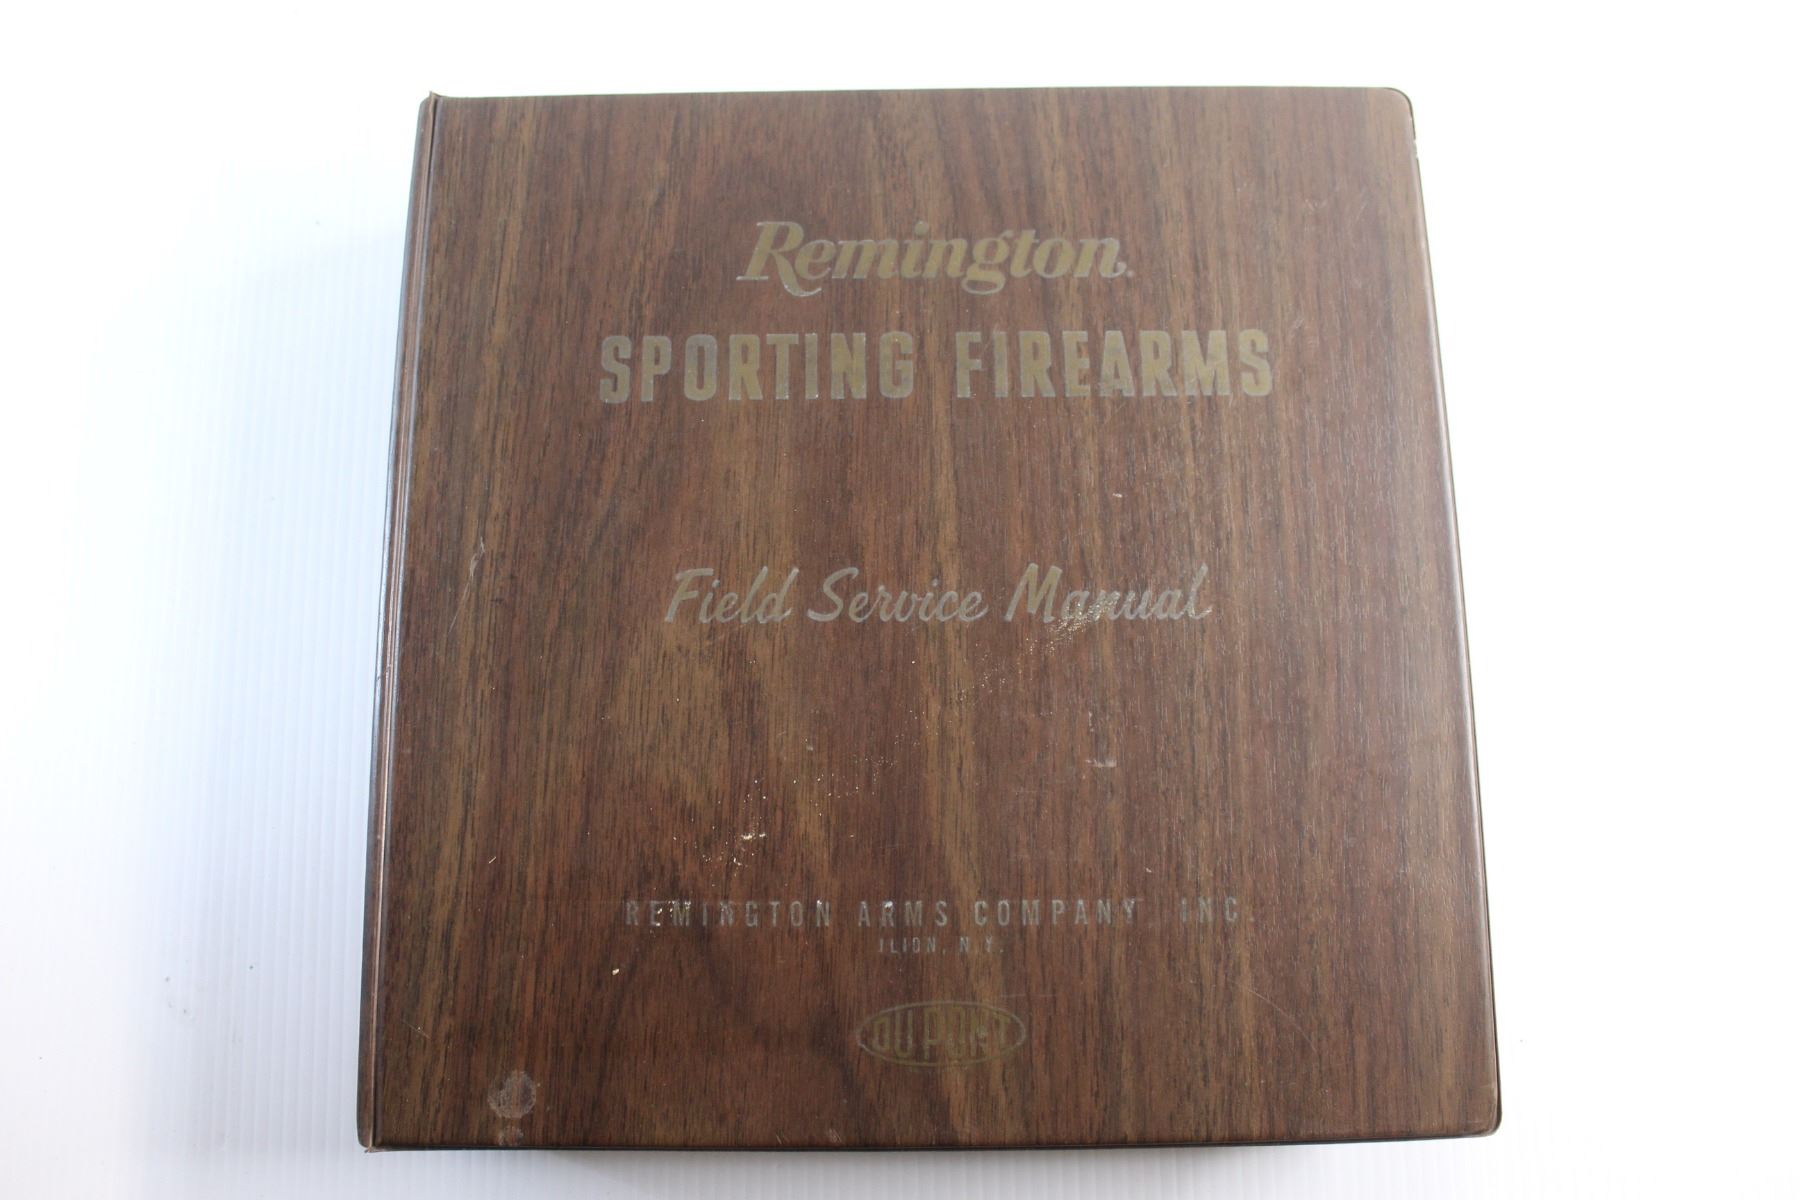 Remington.
SPORTING FIREARMS
Field Service Manual
REMINGTON ARMS COMPANY, INC.
ILION, N.Y.
DU PONT